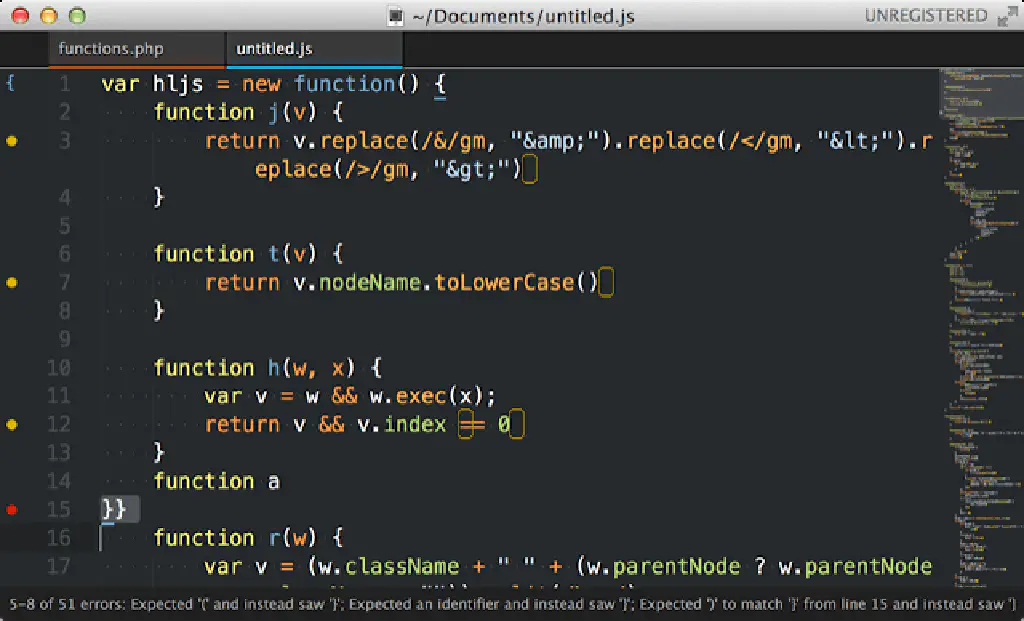 ~/Documents/untitled.js
UNREGISTERED
functions.php
untitled.js
{
1 var hljs = new function() {
2 function j(v) {
3 return v.replace(/&/gm, "&amp;").replace(/</gm, "&lt;").r
eplace(/>/gm, "&gt;")
4 }
5
6 function t(v) {
7 return v.nodeName.toLowerCase()
8 }
9
10 function h(w, x) {
11 var v = w && w.exec(x);
12 return v && v.index == 0
13 }
14 function a
15 }}
16 function r(w) {
17 var v = (w.className + " " + (w.parentNode ? w.parentNode
5-8 of 51 errors: Expected '(' and instead saw '}'; Expected an identifier and instead saw '}'; Expected ')' to match '}' from line 15 and instead saw ')